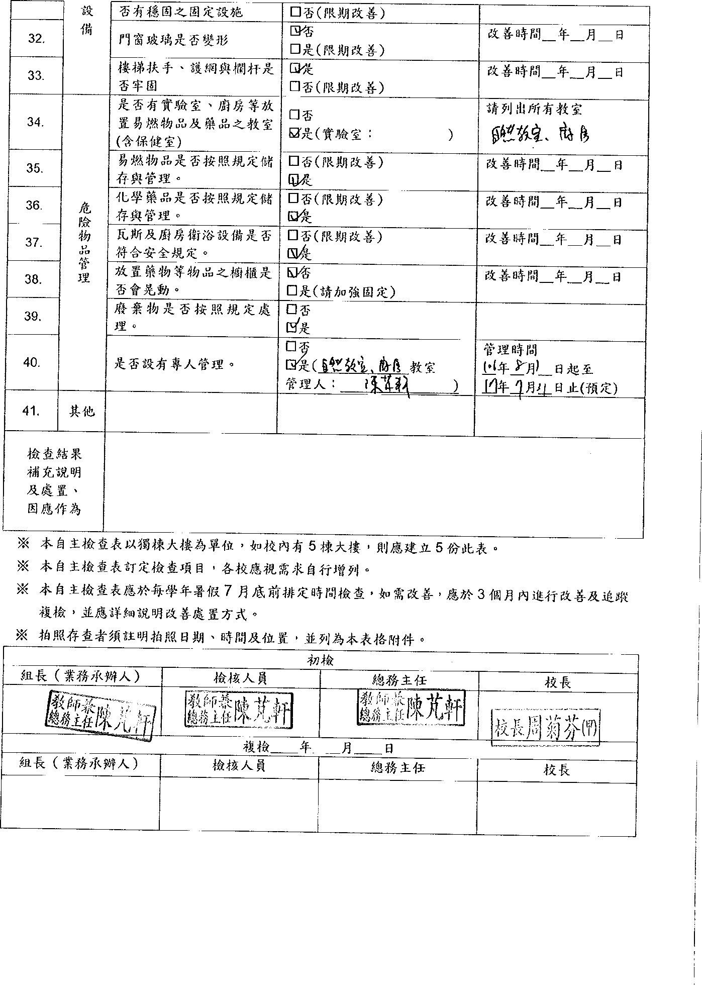 設
備
否有穩固之固定設施
□否(限期改善)
32.
門窗玻璃是否變形
☑否
□是(限期改善)
改善時間__年__月__日
33.
樓梯扶手、護網與欄杆是
否牢固
☑是
□否(限期改善)
改善時間__年__月__日
危險物品管理
34.
是否有實驗室、廚房等放
置易燃物品及藥品之教室
(含保健室)
□否
☑是(實驗室: )
請列出所有教室
自然教室、廚房
35.
易燃物品是否按照規定儲
存與管理。
□否(限期改善)
☑是
改善時間__年__月__日
36.
化學藥品是否按照規定儲
存與管理。
□否(限期改善)
☑是
改善時間__年__月__日
37.
瓦斯及廚房衛浴設備是否
符合安全規定。
□否(限期改善)
☑是
改善時間__年__月__日
38.
放置藥物等物品之櫥櫃是
否會晃動。
☑否
□是(請加強固定)
改善時間__年__月__日
39.
廢棄物是否按照規定處
理。
□否
☑是
40.
是否設有專人管理。
□否
☑是(自然教室、廚房教室
管理人:陳芃軒)
管理時間
106年8月1日起至
107年7月31日止(預定)
41.
其他
檢查結果
補充說明
及處置、
因應作為
※ 本自主檢查表以獨棟大樓為單位,如校內有5棟大樓,則應建立5份此表。
※ 本自主檢查表訂定檢查項目,各校應視需求自行增列。
※ 本自主檢查表應於每學年暑假7月底前排定時間檢查,如需改善,應於3個月內進行改善及追蹤
複檢,並應詳細說明改善處置方式。
※ 拍照存查者須註明拍照日期、時間及位置,並列為本表格附件。
初檢
組長(業務承辦人)
檢核人員
總務主任
校長
教師兼
總務主任陳芃軒
教師兼
總務主任陳芃軒
教師兼
總務主任陳芃軒
校長周菊芬(甲)
複檢____年____月____日
組長(業務承辦人)
檢核人員
總務主任
校長